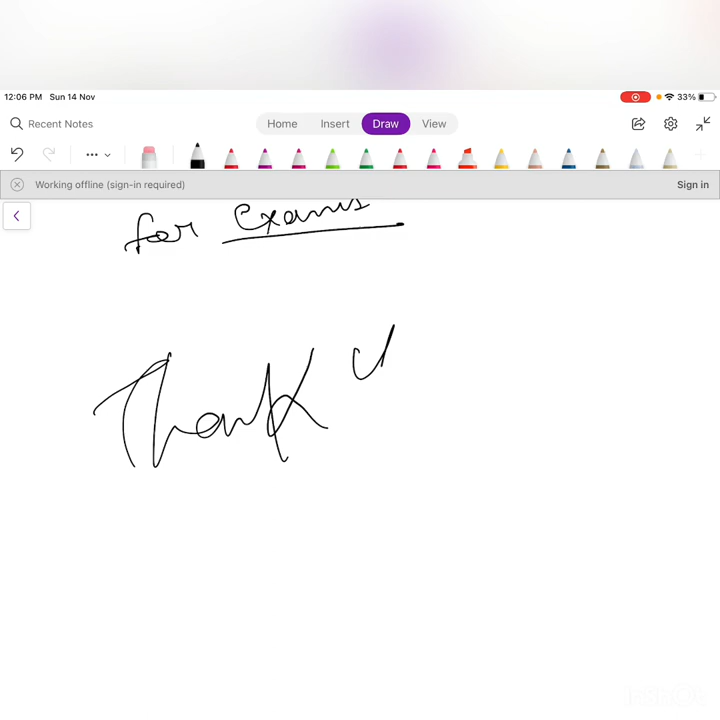 12:06 PM Sun 14 Nov 33%
Recent Notes Home Insert Draw View
Working offline (sign-in required) Sign in
for Exams
Thank